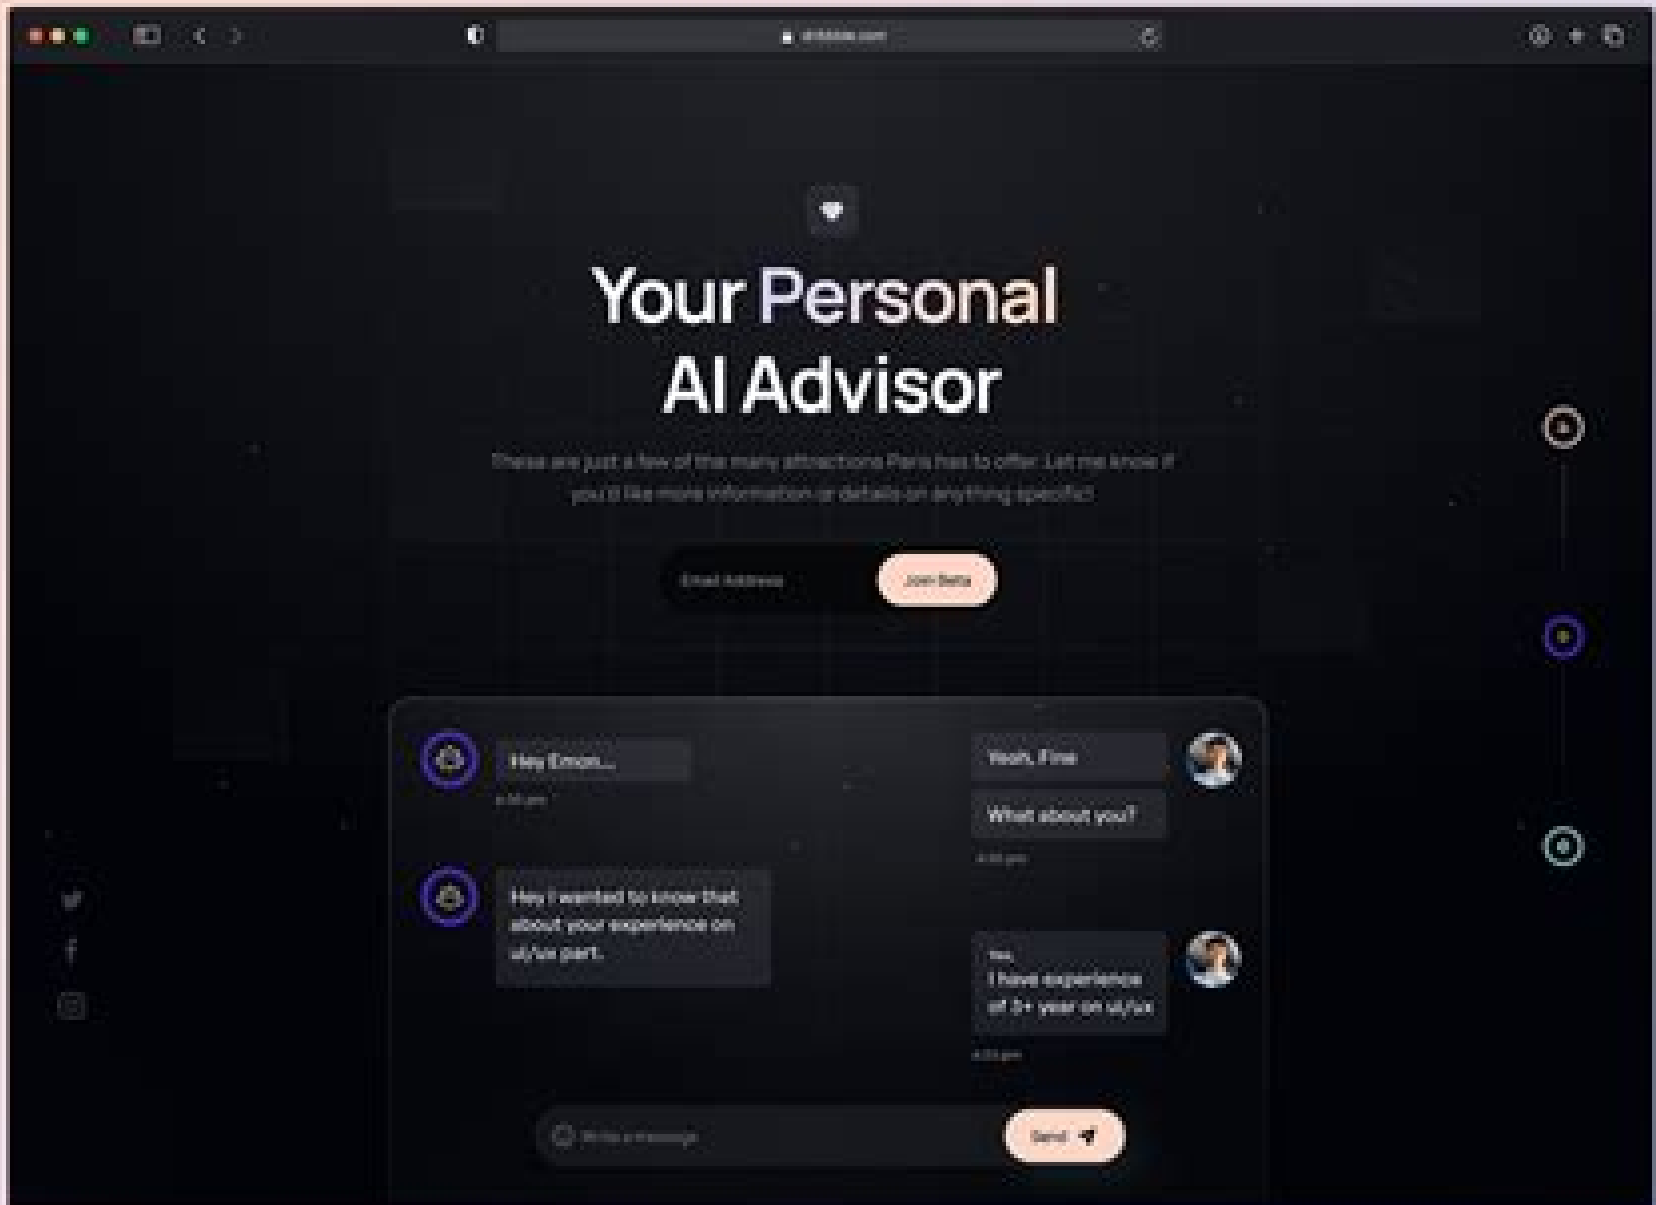 dribbble.com
Your Personal
AI Advisor
These are just a few of the many attractions Paris has to offer. Let me know if
you'd like more information or details on anything specific!
Email Address
Join Beta
Hey Emon...
Yeah, Fine
What about you?
Hey I wanted to know that
about your experience on
ui/ux part.
Yes,
I have experience
of 3+ year on ui/ux
Write a message
Send